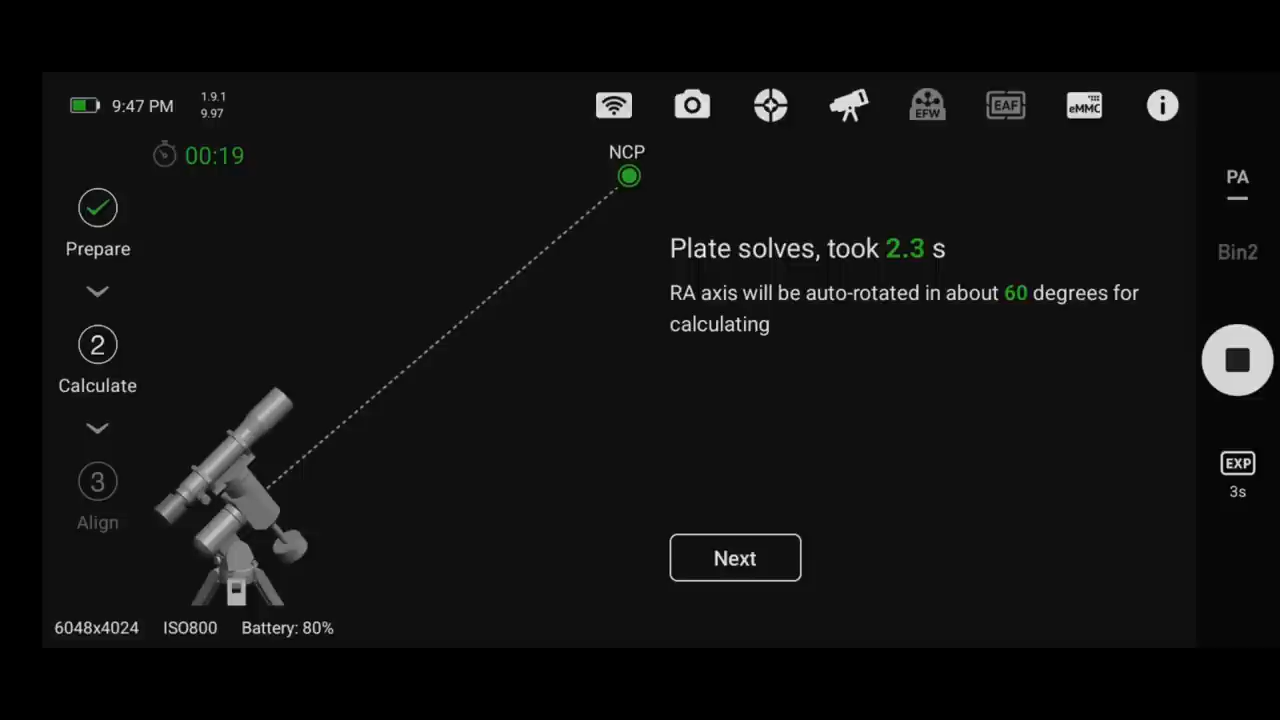 9:47 PM
1.9.1
9.97
EFW
EAF
eMMC
00:19
NCP
PA
Prepare
Plate solves, took 2.3 s
Bin2
RA axis will be auto-rotated in about 60 degrees for
calculating
2
Calculate
3
Align
EXP
3s
Next
6048x4024 ISO800 Battery: 80%